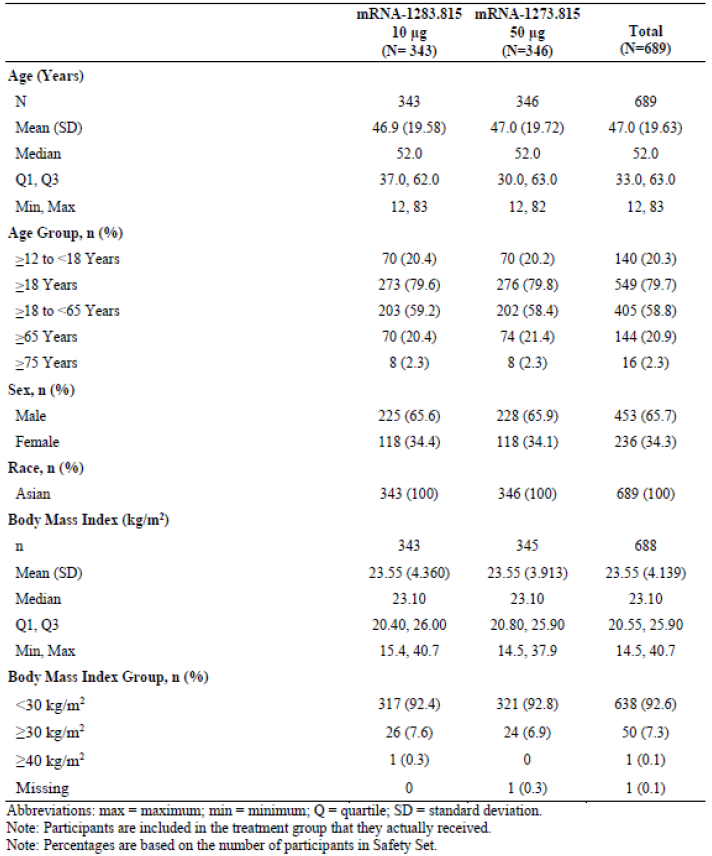 mRNA-1283.815 mRNA-1273.815
10 µg 50 µg Total
(N= 343) (N=346) (N=689)
Age (Years)
N 343 346 689
Mean (SD) 46.9 (19.58) 47.0 (19.72) 47.0 (19.63)
Median 52.0 52.0 52.0
Q1, Q3 37.0, 62.0 30.0, 63.0 33.0, 63.0
Min, Max 12, 83 12, 82 12, 83
Age Group, n (%)
≥12 to <18 Years 70 (20.4) 70 (20.2) 140 (20.3)
≥18 Years 273 (79.6) 276 (79.8) 549 (79.7)
≥18 to <65 Years 203 (59.2) 202 (58.4) 405 (58.8)
≥65 Years 70 (20.4) 74 (21.4) 144 (20.9)
≥75 Years 8 (2.3) 8 (2.3) 16 (2.3)
Sex, n (%)
Male 225 (65.6) 228 (65.9) 453 (65.7)
Female 118 (34.4) 118 (34.1) 236 (34.3)
Race, n (%)
Asian 343 (100) 346 (100) 689 (100)
Body Mass Index (kg/m²)
n 343 345 688
Mean (SD) 23.55 (4.360) 23.55 (3.913) 23.55 (4.139)
Median 23.10 23.10 23.10
Q1, Q3 20.40, 26.00 20.80, 25.90 20.55, 25.90
Min, Max 15.4, 40.7 14.5, 37.9 14.5, 40.7
Body Mass Index Group, n (%)
<30 kg/m² 317 (92.4) 321 (92.8) 638 (92.6)
≥30 kg/m² 26 (7.6) 24 (6.9) 50 (7.3)
≥40 kg/m² 1 (0.3) 0 1 (0.1)
Missing 0 1 (0.3) 1 (0.1)
Abbreviations: max = maximum; min = minimum; Q = quartile; SD = standard deviation.
Note: Participants are included in the treatment group that they actually received.
Note: Percentages are based on the number of participants in Safety Set.